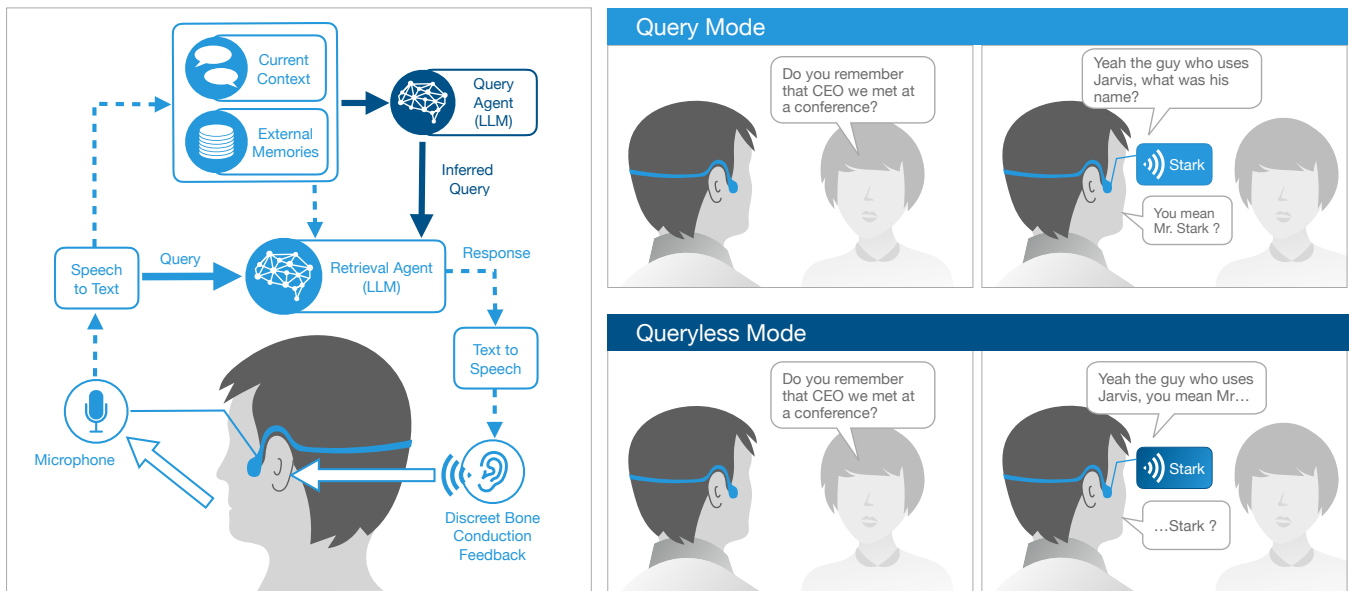 Current
Context
External
Memories
Query
Agent
(LLM)
Inferred
Query
Speech
to Text
Query
Retrieval Agent
(LLM)
Response
Text to
Speech
Microphone
Discreet Bone
Conduction
Feedback
Query Mode
Do you remember
that CEO we met at
a conference?
Yeah the guy who uses
Jarvis, what was his
name?
Stark
You mean
Mr. Stark ?
Queryless Mode
Do you remember
that CEO we met at
a conference?
Yeah the guy who uses
Jarvis, you mean Mr...
Stark
...Stark ?